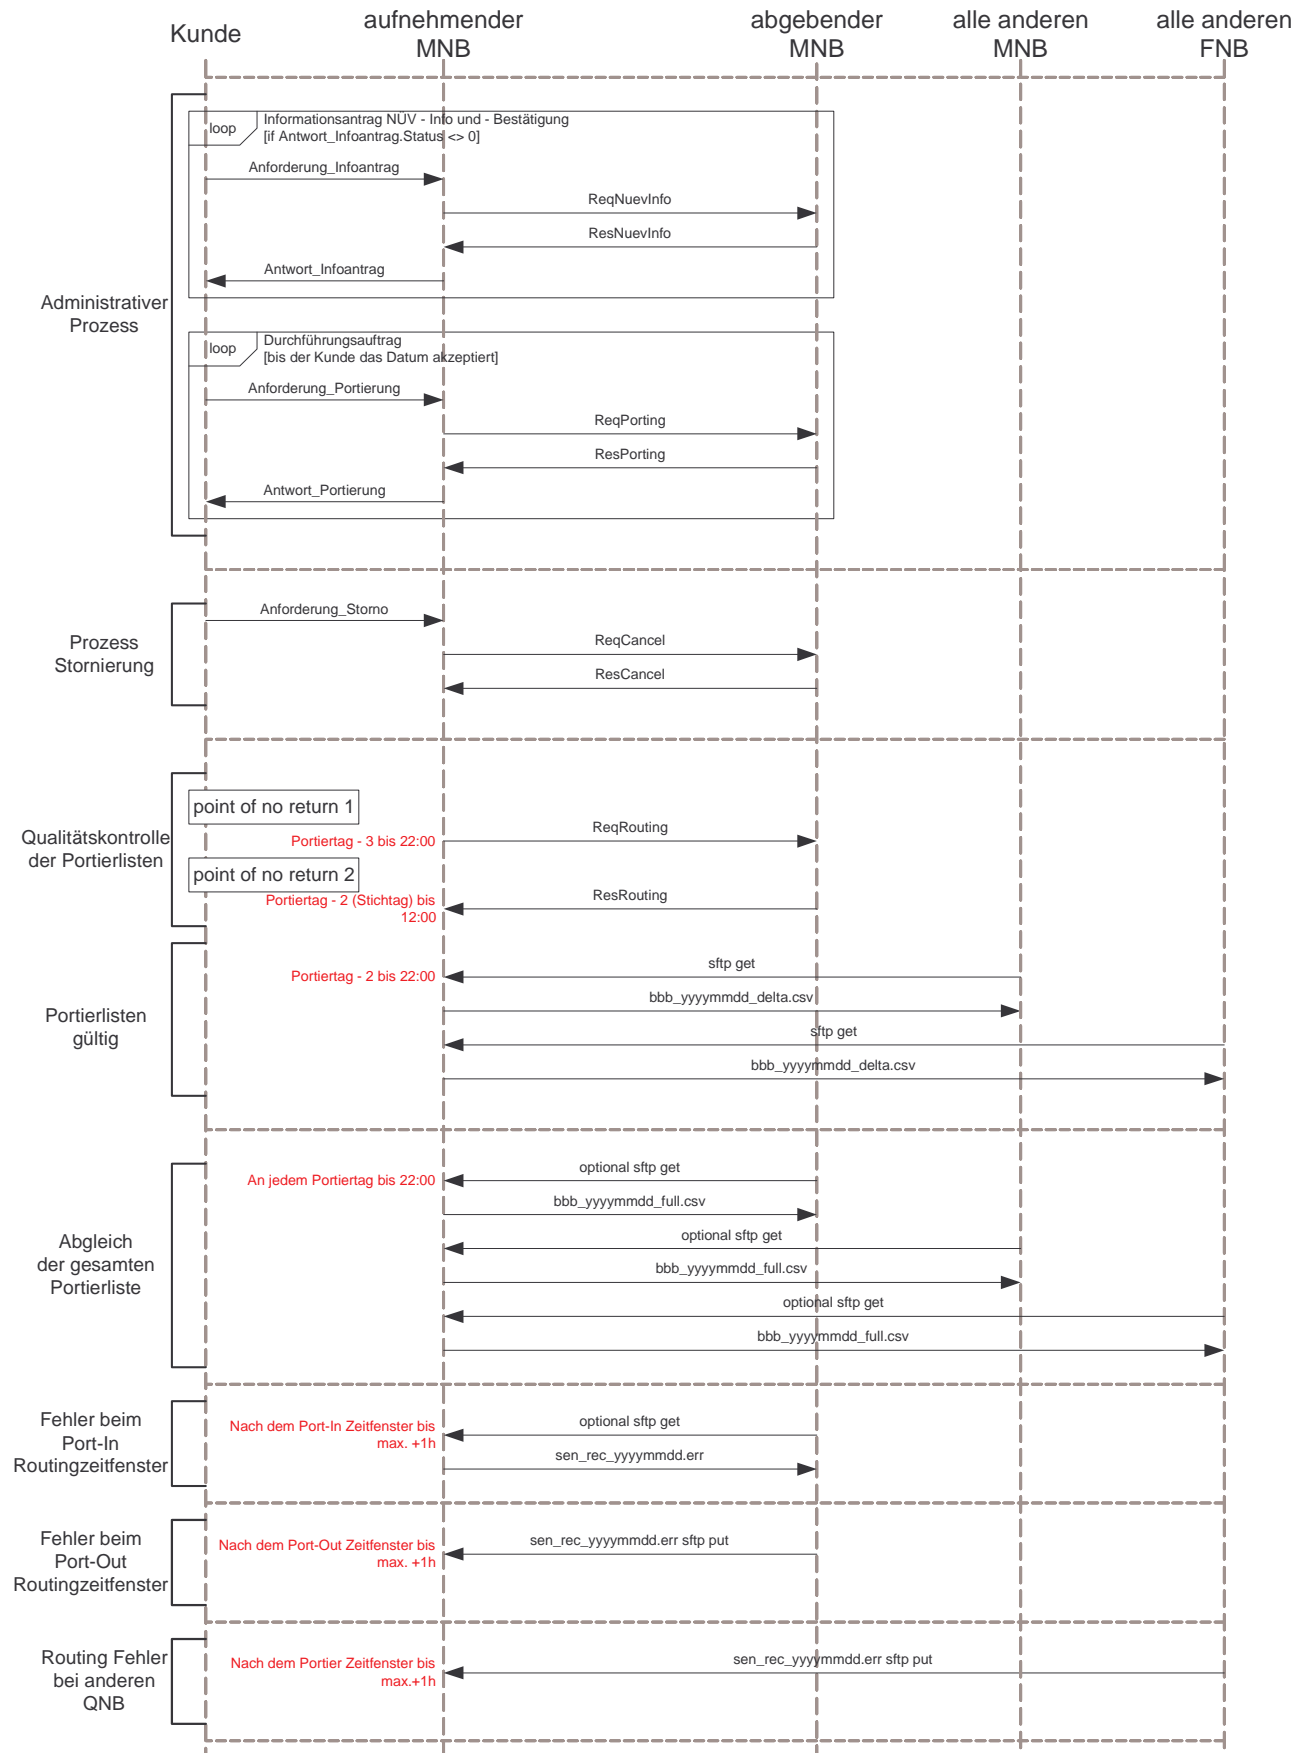 Kunde
aufnehmender
MNB
abgebender
MNB
alle anderen
MNB
alle anderen
FNB
Administrativer
Prozess
loop
Informationsantrag NÜV - Info und - Bestätigung
[if Antwort_Infoantrag.Status <> 0]
Anforderung_Infoantrag
ReqNuevInfo
ResNuevInfo
Antwort_Infoantrag
loop
Durchführungsauftrag
[bis der Kunde das Datum akzeptiert]
Anforderung_Portierung
ReqPorting
ResPorting
Antwort_Portierung
Prozess
Stornierung
Anforderung_Storno
ReqCancel
ResCancel
Qualitätskontrolle
der Portierlisten
point of no return 1
Portiertag - 3 bis 22:00
ReqRouting
point of no return 2
Portiertag - 2 (Stichtag) bis
12:00
ResRouting
Portierlisten
gültig
Portiertag - 2 bis 22:00
sftp get
bbb_yyyymmdd_delta.csv
sftp get
bbb_yyyymmdd_delta.csv
Abgleich
der gesamten
Portierliste
An jedem Portiertag bis 22:00
optional sftp get
bbb_yyyymmdd_full.csv
optional sftp get
bbb_yyyymmdd_full.csv
optional sftp get
bbb_yyyymmdd_full.csv
Fehler beim
Port-In
Routingzeitfenster
Nach dem Port-In Zeitfenster bis
max. +1h
optional sftp get
sen_rec_yyyymmdd.err
Fehler beim
Port-Out
Routingzeitfenster
Nach dem Port-Out Zeitfenster bis
max. +1h
sen_rec_yyyymmdd.err sftp put
Routing Fehler
bei anderen
QNB
Nach dem Portier Zeitfenster bis
max.+1h
sen_rec_yyyymmdd.err sftp put